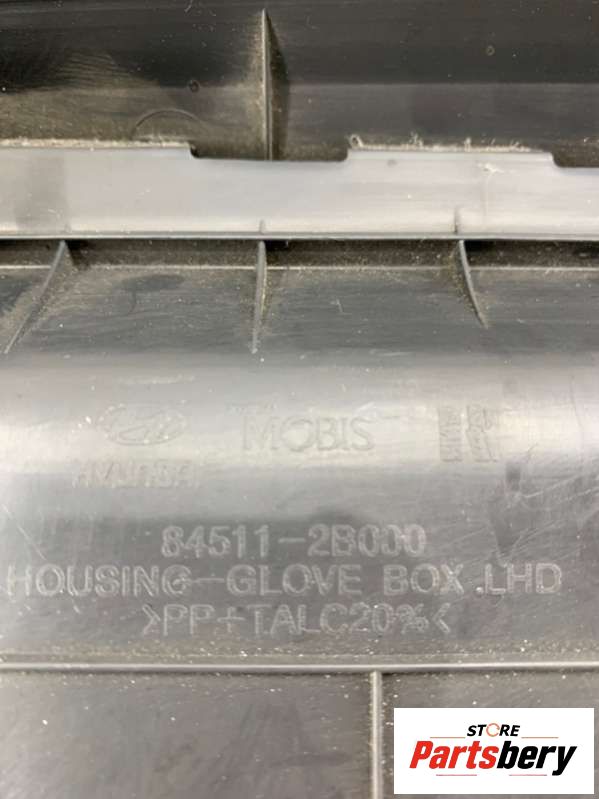 HYUNDAI MOBIS
84511-2B000
HOUSING-GLOVE BOX.LHD
>PP+TALC20%<
STORE
Partsbery